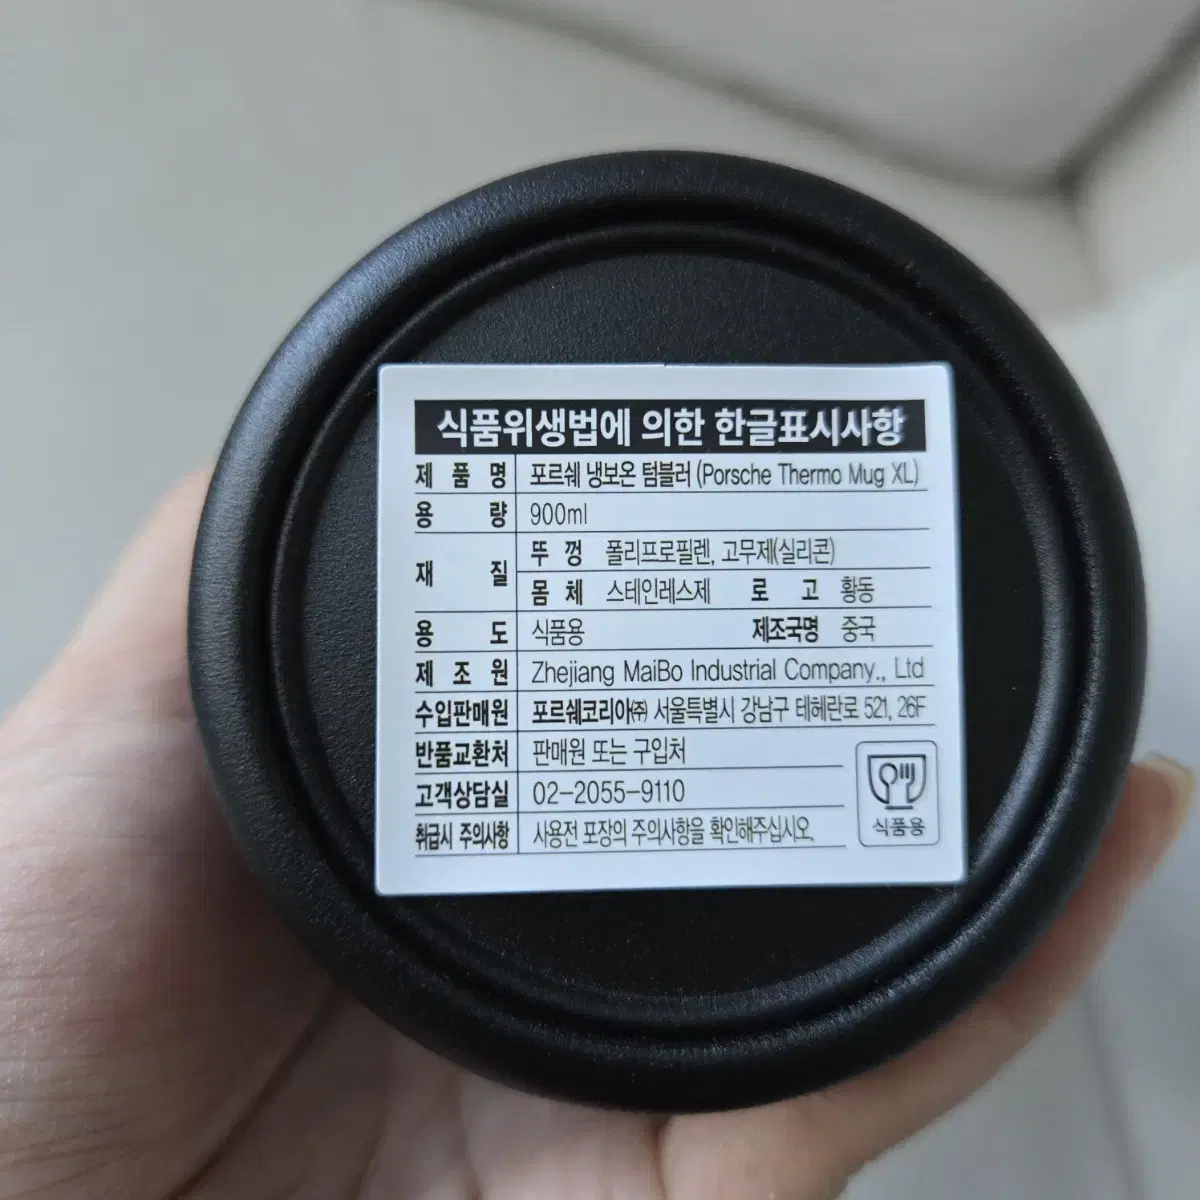 식품위생법에 의한 한글표시사항
제품명 포르쉐 냉보온 텀블러 (Porsche Thermo Mug XL)
용량 900ml
재질 뚜껑 폴리프로필렌, 고무제(실리콘)
몸체 스테인레스제 로고 황동
용도 식품용 제조국명 중국
제조원 Zhejiang MaiBo Industrial Company., Ltd
수입판매원 포르쉐코리아㈜ 서울특별시 강남구 테헤란로 521, 26F
반품교환처 판매원 또는 구입처
고객상담실 02-2055-9110
취급시 주의사항 사용전 포장의 주의사항을 확인해주십시오.
식품용